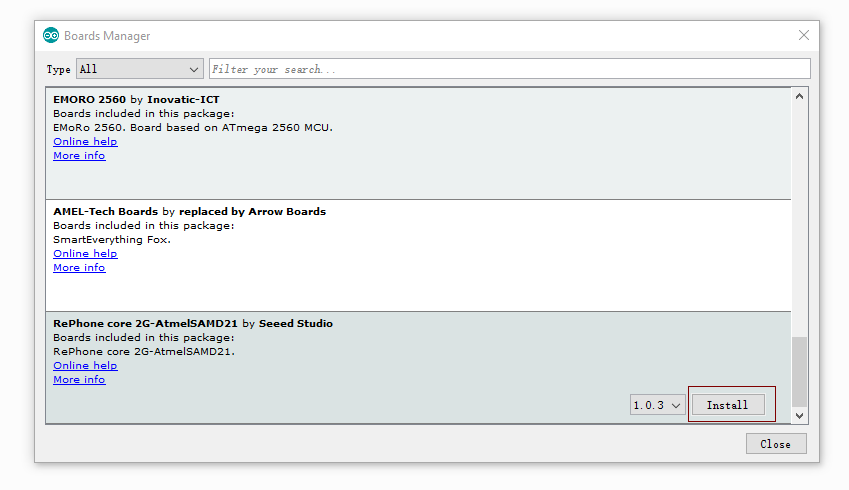 Boards Manager
Type All Filter your search...
EMORO 2560 by Inovatic-ICT
Boards included in this package:
EMoRo 2560. Board based on ATmega 2560 MCU.
Online help
More info
AMEL-Tech Boards by replaced by Arrow Boards
Boards included in this package:
SmartEverything Fox.
Online help
More info
RePhone core 2G-AtmelSAMD21 by Seeed Studio
Boards included in this package:
RePhone core 2G-AtmelSAMD21.
Online help
More info
1.0.3 Install
Close